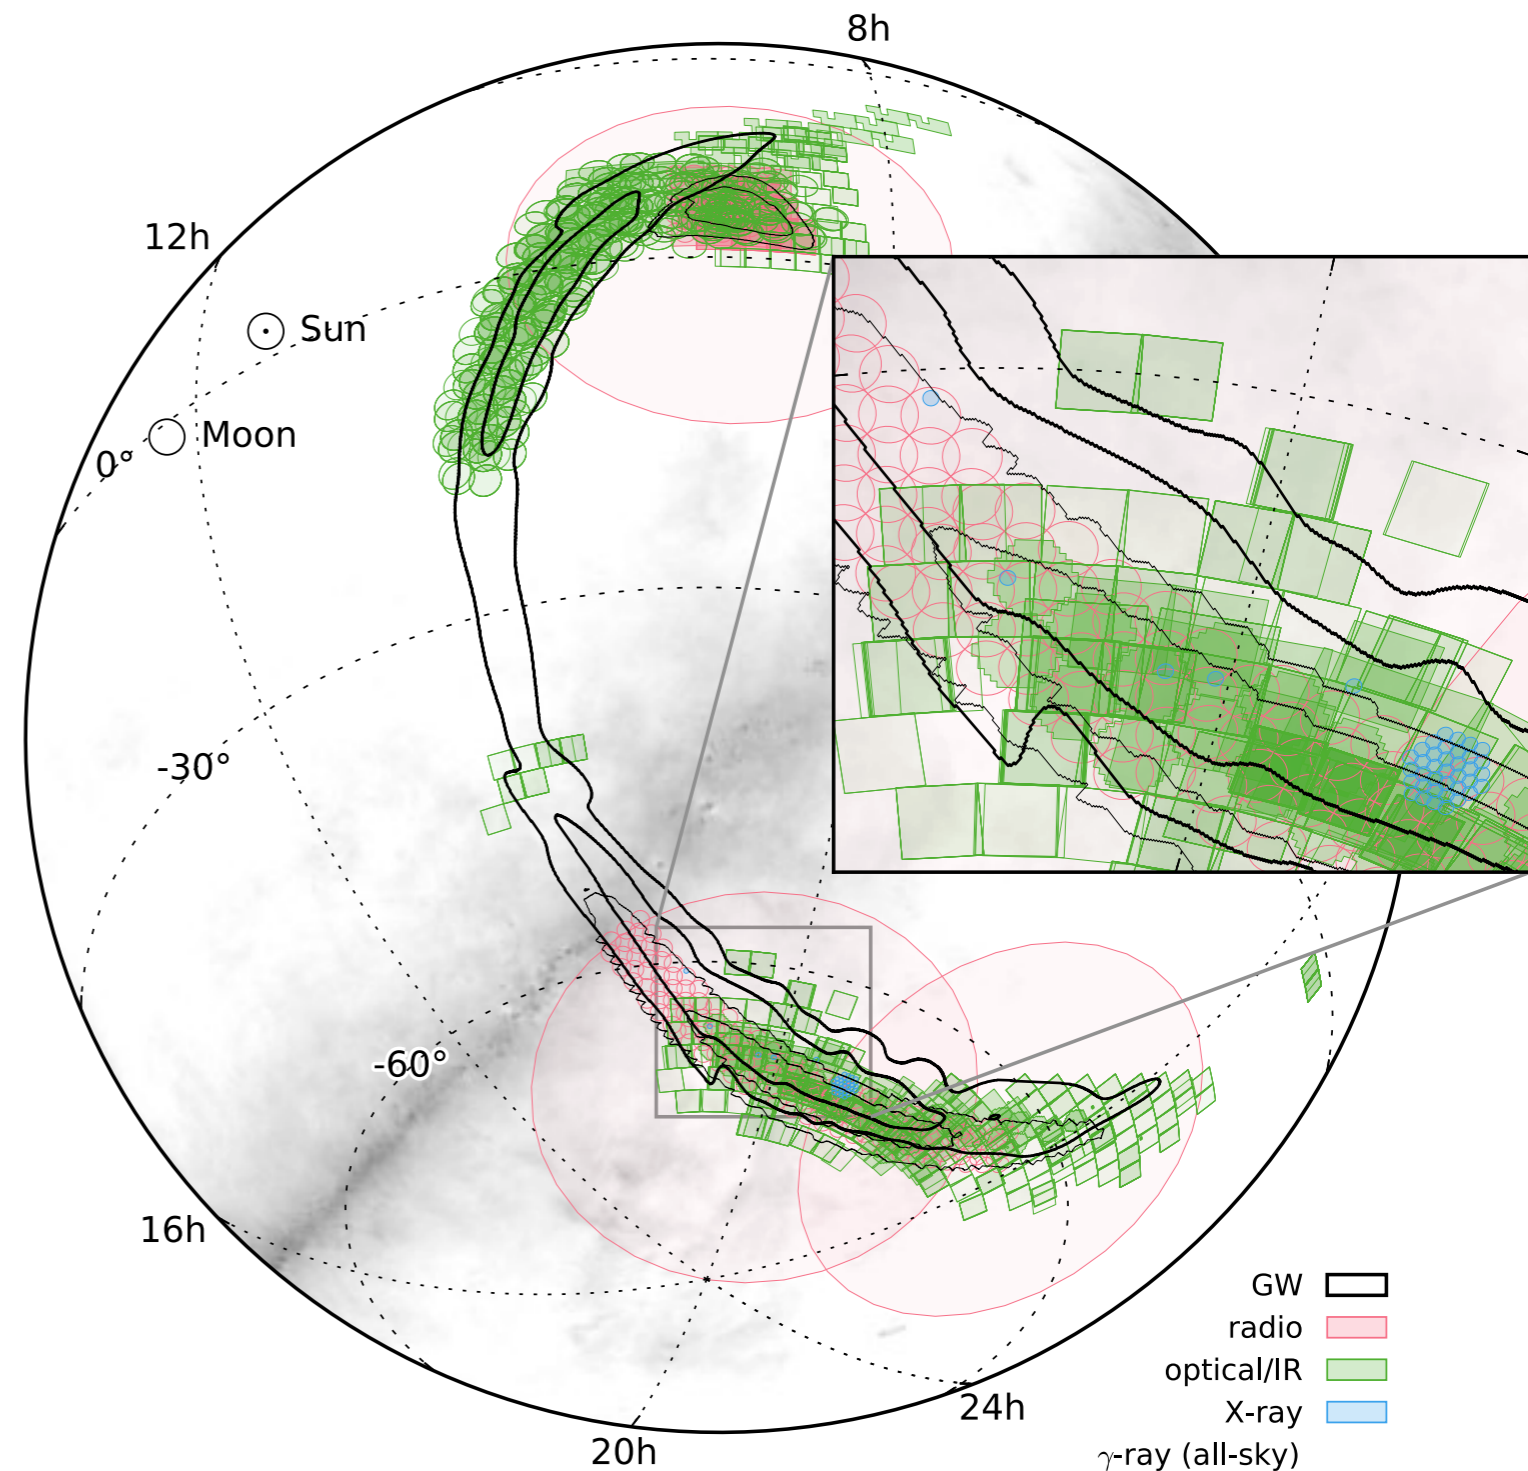 8h
12h
Sun
Moon
0°
-30°
-60°
16h
20h
24h
GW
radio
optical/IR
X-ray
γ-ray (all-sky)